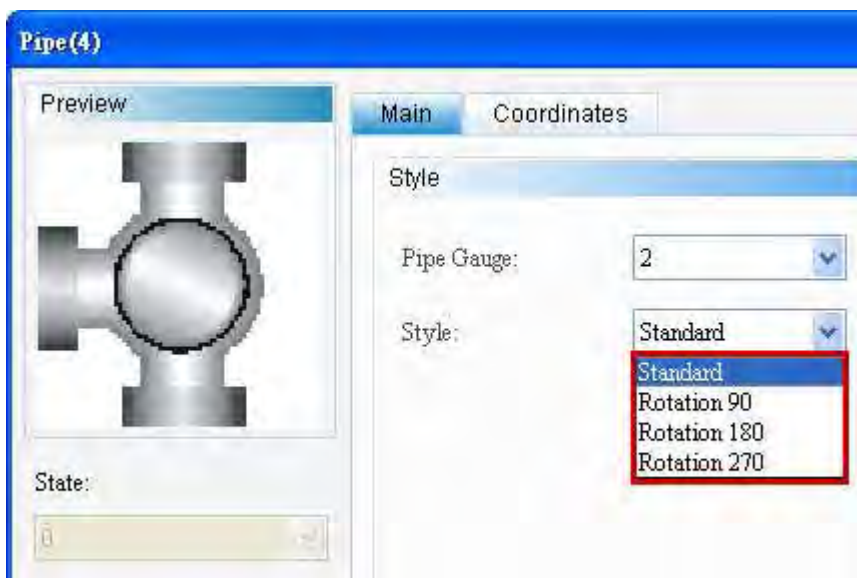 Pipe(4)
Preview
Main
Coordinates
Style
Pipe Gauge:
2
Style:
Standard
Standard
Rotation 90
Rotation 180
Rotation 270
State:
0